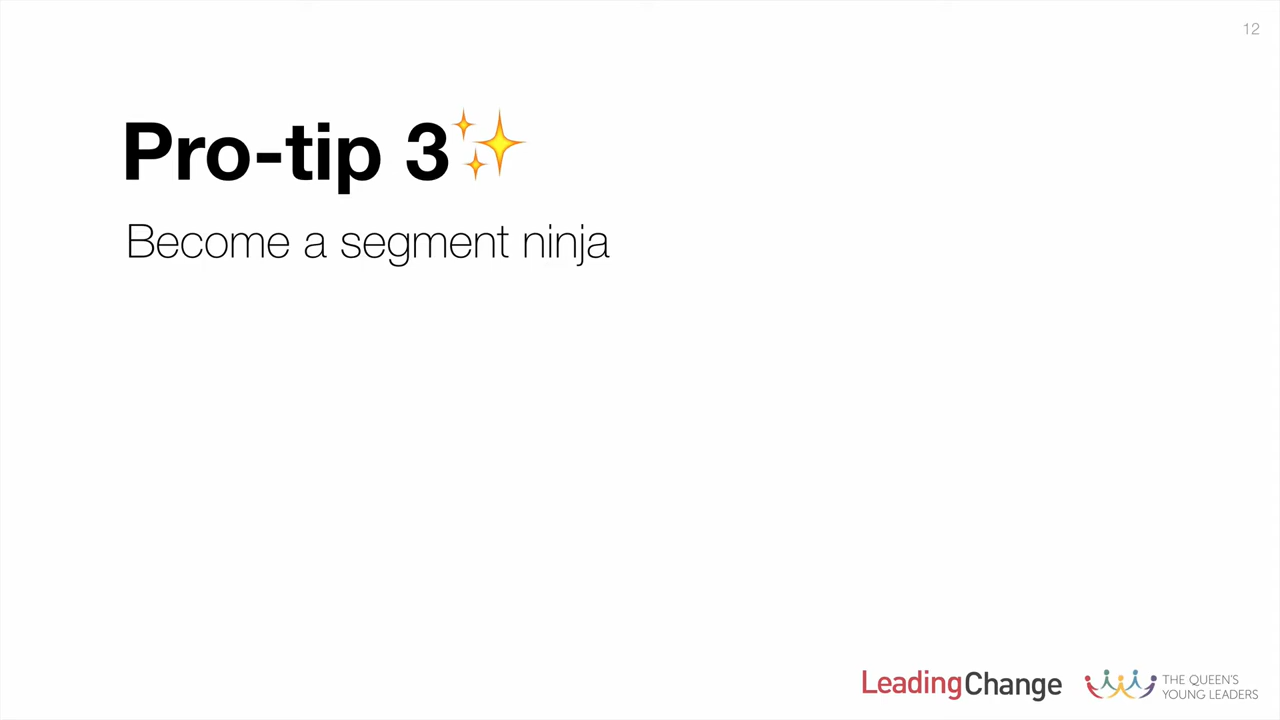 12
Pro-tip 3✨
Become a segment ninja
LeadingChange
THE QUEEN'S
YOUNG LEADERS